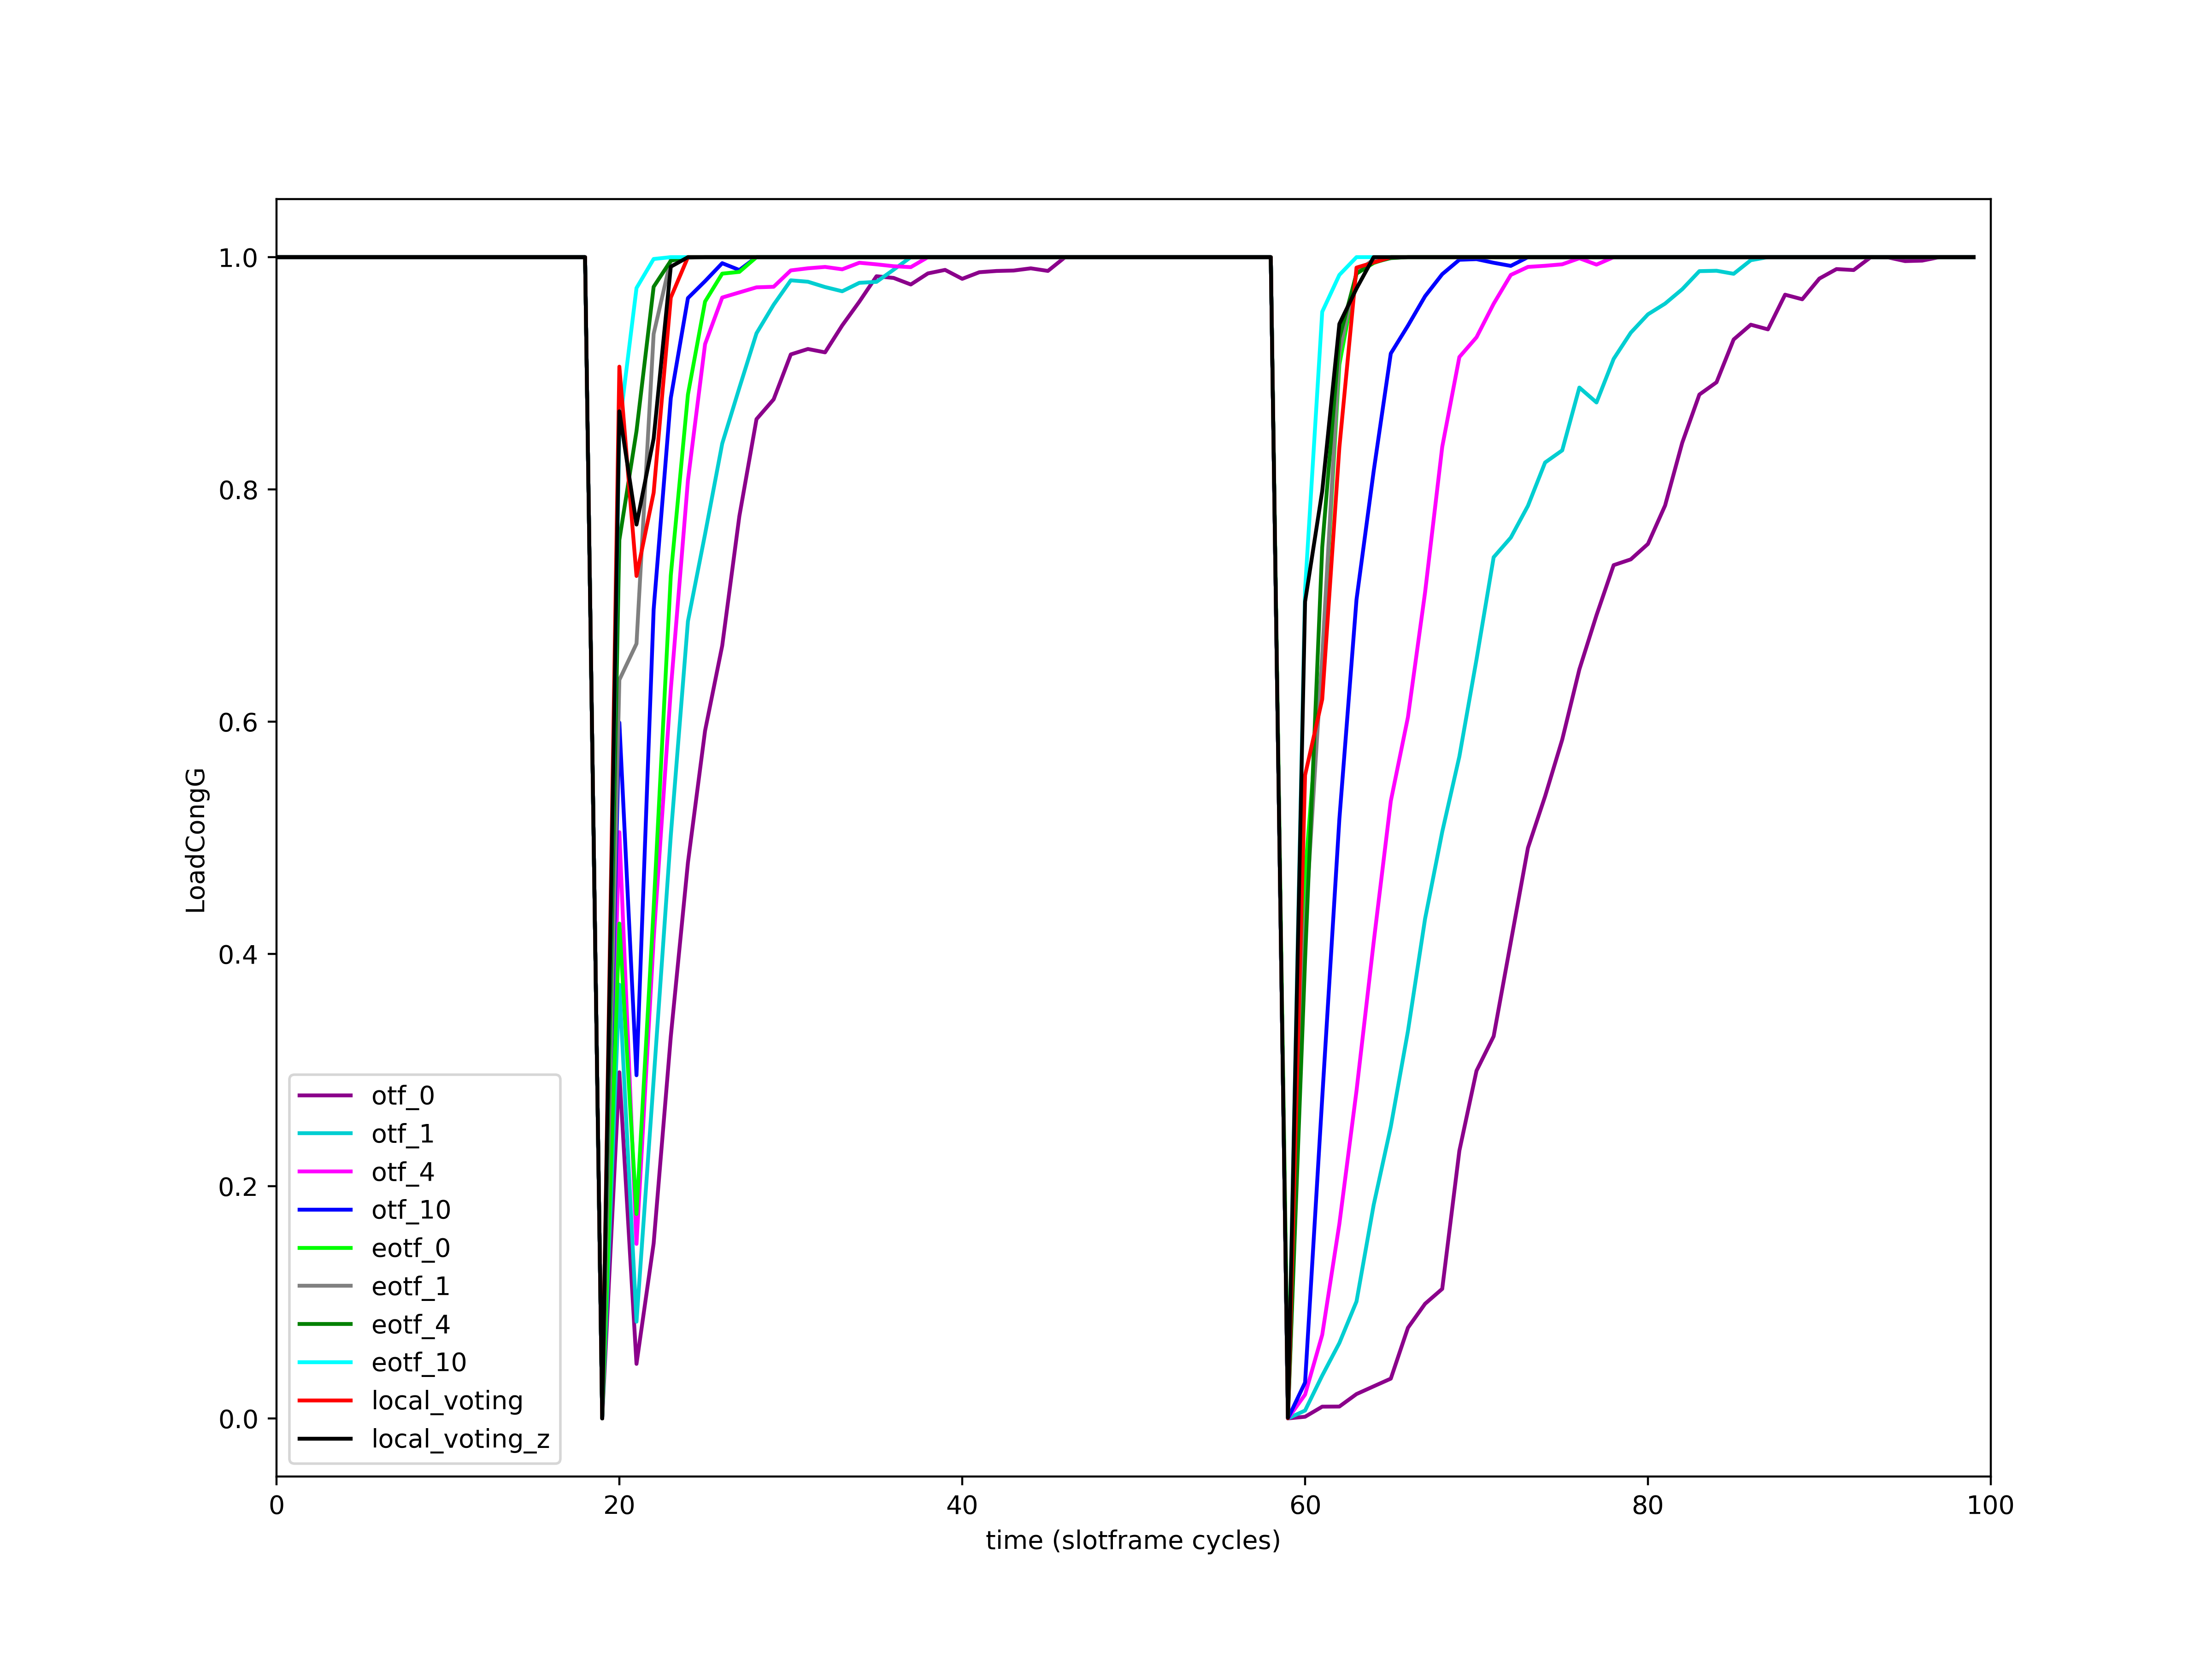 1.0
0.8
0.6
0.4
0.2
0.0
LoadCongG
otf_0
otf_1
otf_4
otf_10
eotf_0
eotf_1
eotf_4
eotf_10
local_voting
local_voting_z
0 20 40 60 80 100
time (slotframe cycles)